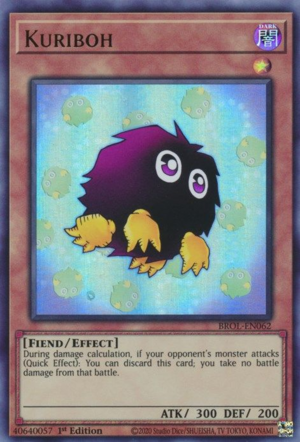 KURIBOH
DARK
闇
BROL-EN062
[FIEND/EFFECT]
During damage calculation, if your opponent's monster attacks
(Quick Effect): You can discard this card; you take no battle
damage from that battle.
ATK/ 300 DEF/ 200
40640057 1st Edition ©2020 Studio Dice/SHUEISHA, TV TOKYO, KONAMI